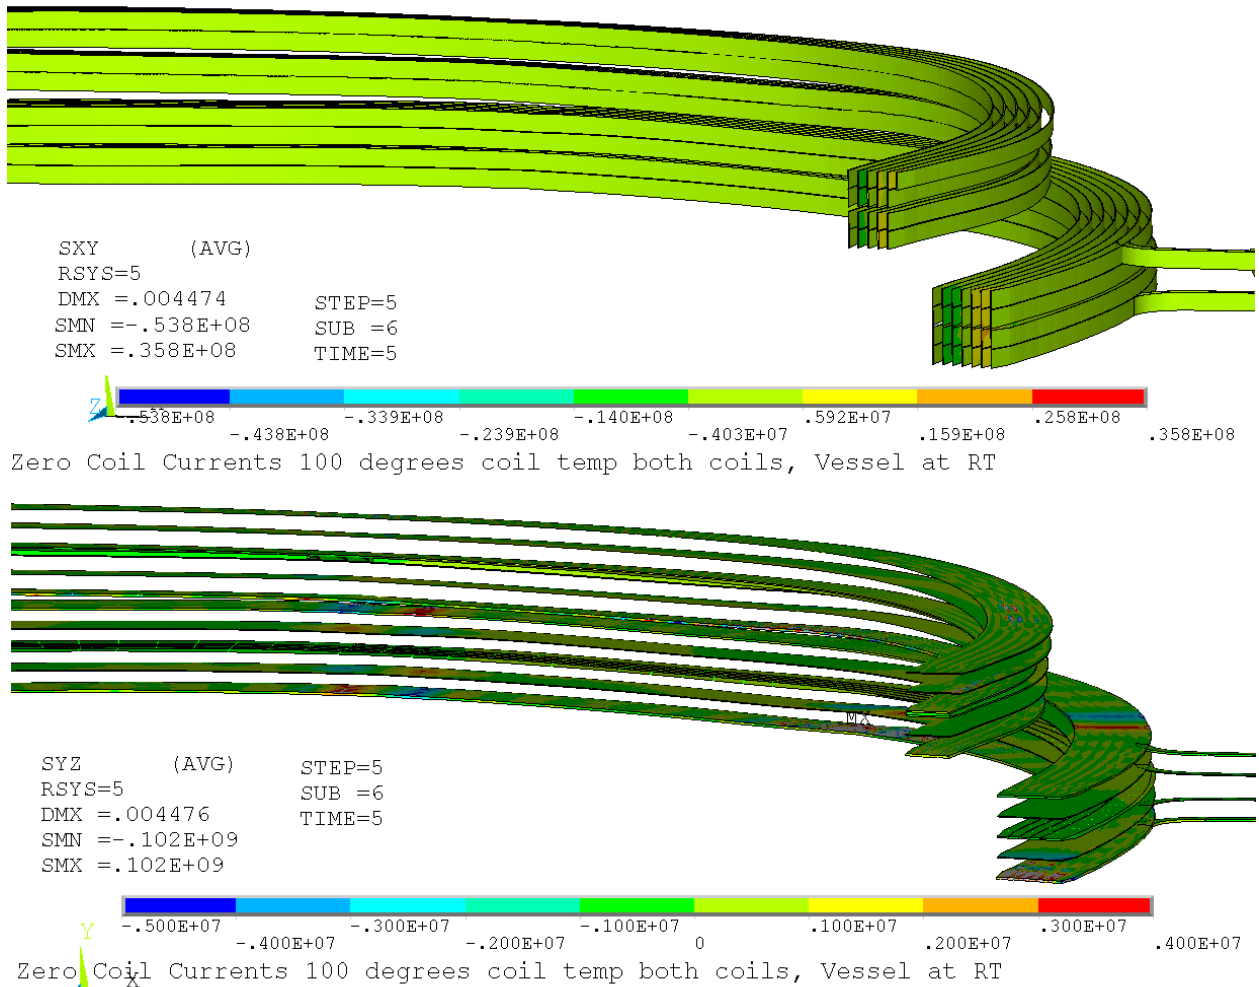 SXY (AVG)
RSYS=5
DMX =.004474
SMN =-.538E+08
SMX =.358E+08
STEP=5
SUB =6
TIME=5
Z
-.538E+08
-.438E+08
-.339E+08
-.239E+08
-.140E+08
-.403E+07
.592E+07
.159E+08
.258E+08
.358E+08
Zero Coil Currents 100 degrees coil temp both coils, Vessel at RT
MX
SYZ (AVG)
RSYS=5
DMX =.004476
SMN =-.102E+09
SMX =.102E+09
STEP=5
SUB =6
TIME=5
-.500E+07
-.400E+07
-.300E+07
-.200E+07
-.100E+07
0
.100E+07
.200E+07
.300E+07
.400E+07
Y
X
Zero Coil Currents 100 degrees coil temp both coils, Vessel at RT